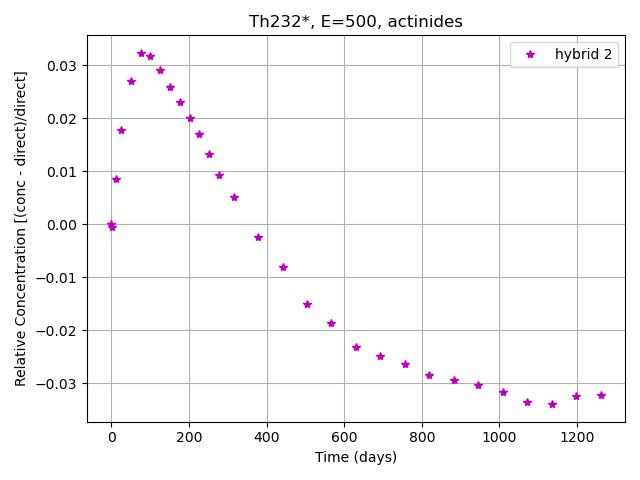 Th232*, E=500, actinides
hybrid 2
Relative Concentration [(conc - direct)/direct]
0.03
0.02
0.01
0.00
−0.01
−0.02
−0.03
0 200 400 600 800 1000 1200
Time (days)